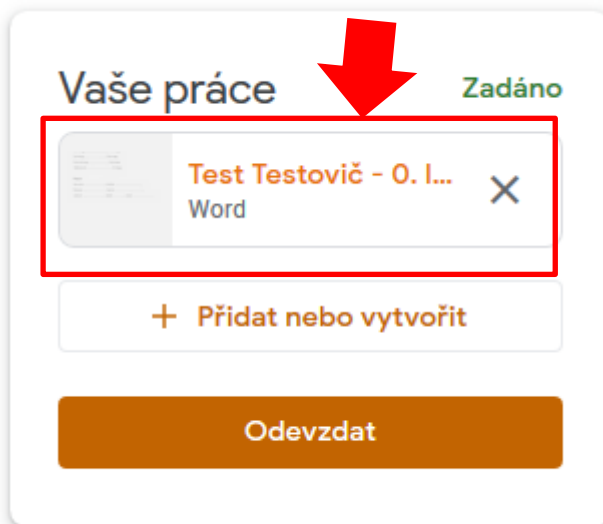 Vaše práce
Zadáno
Test Testovič - 0. I...
Word
+ Přidat nebo vytvořit
Odevzdat